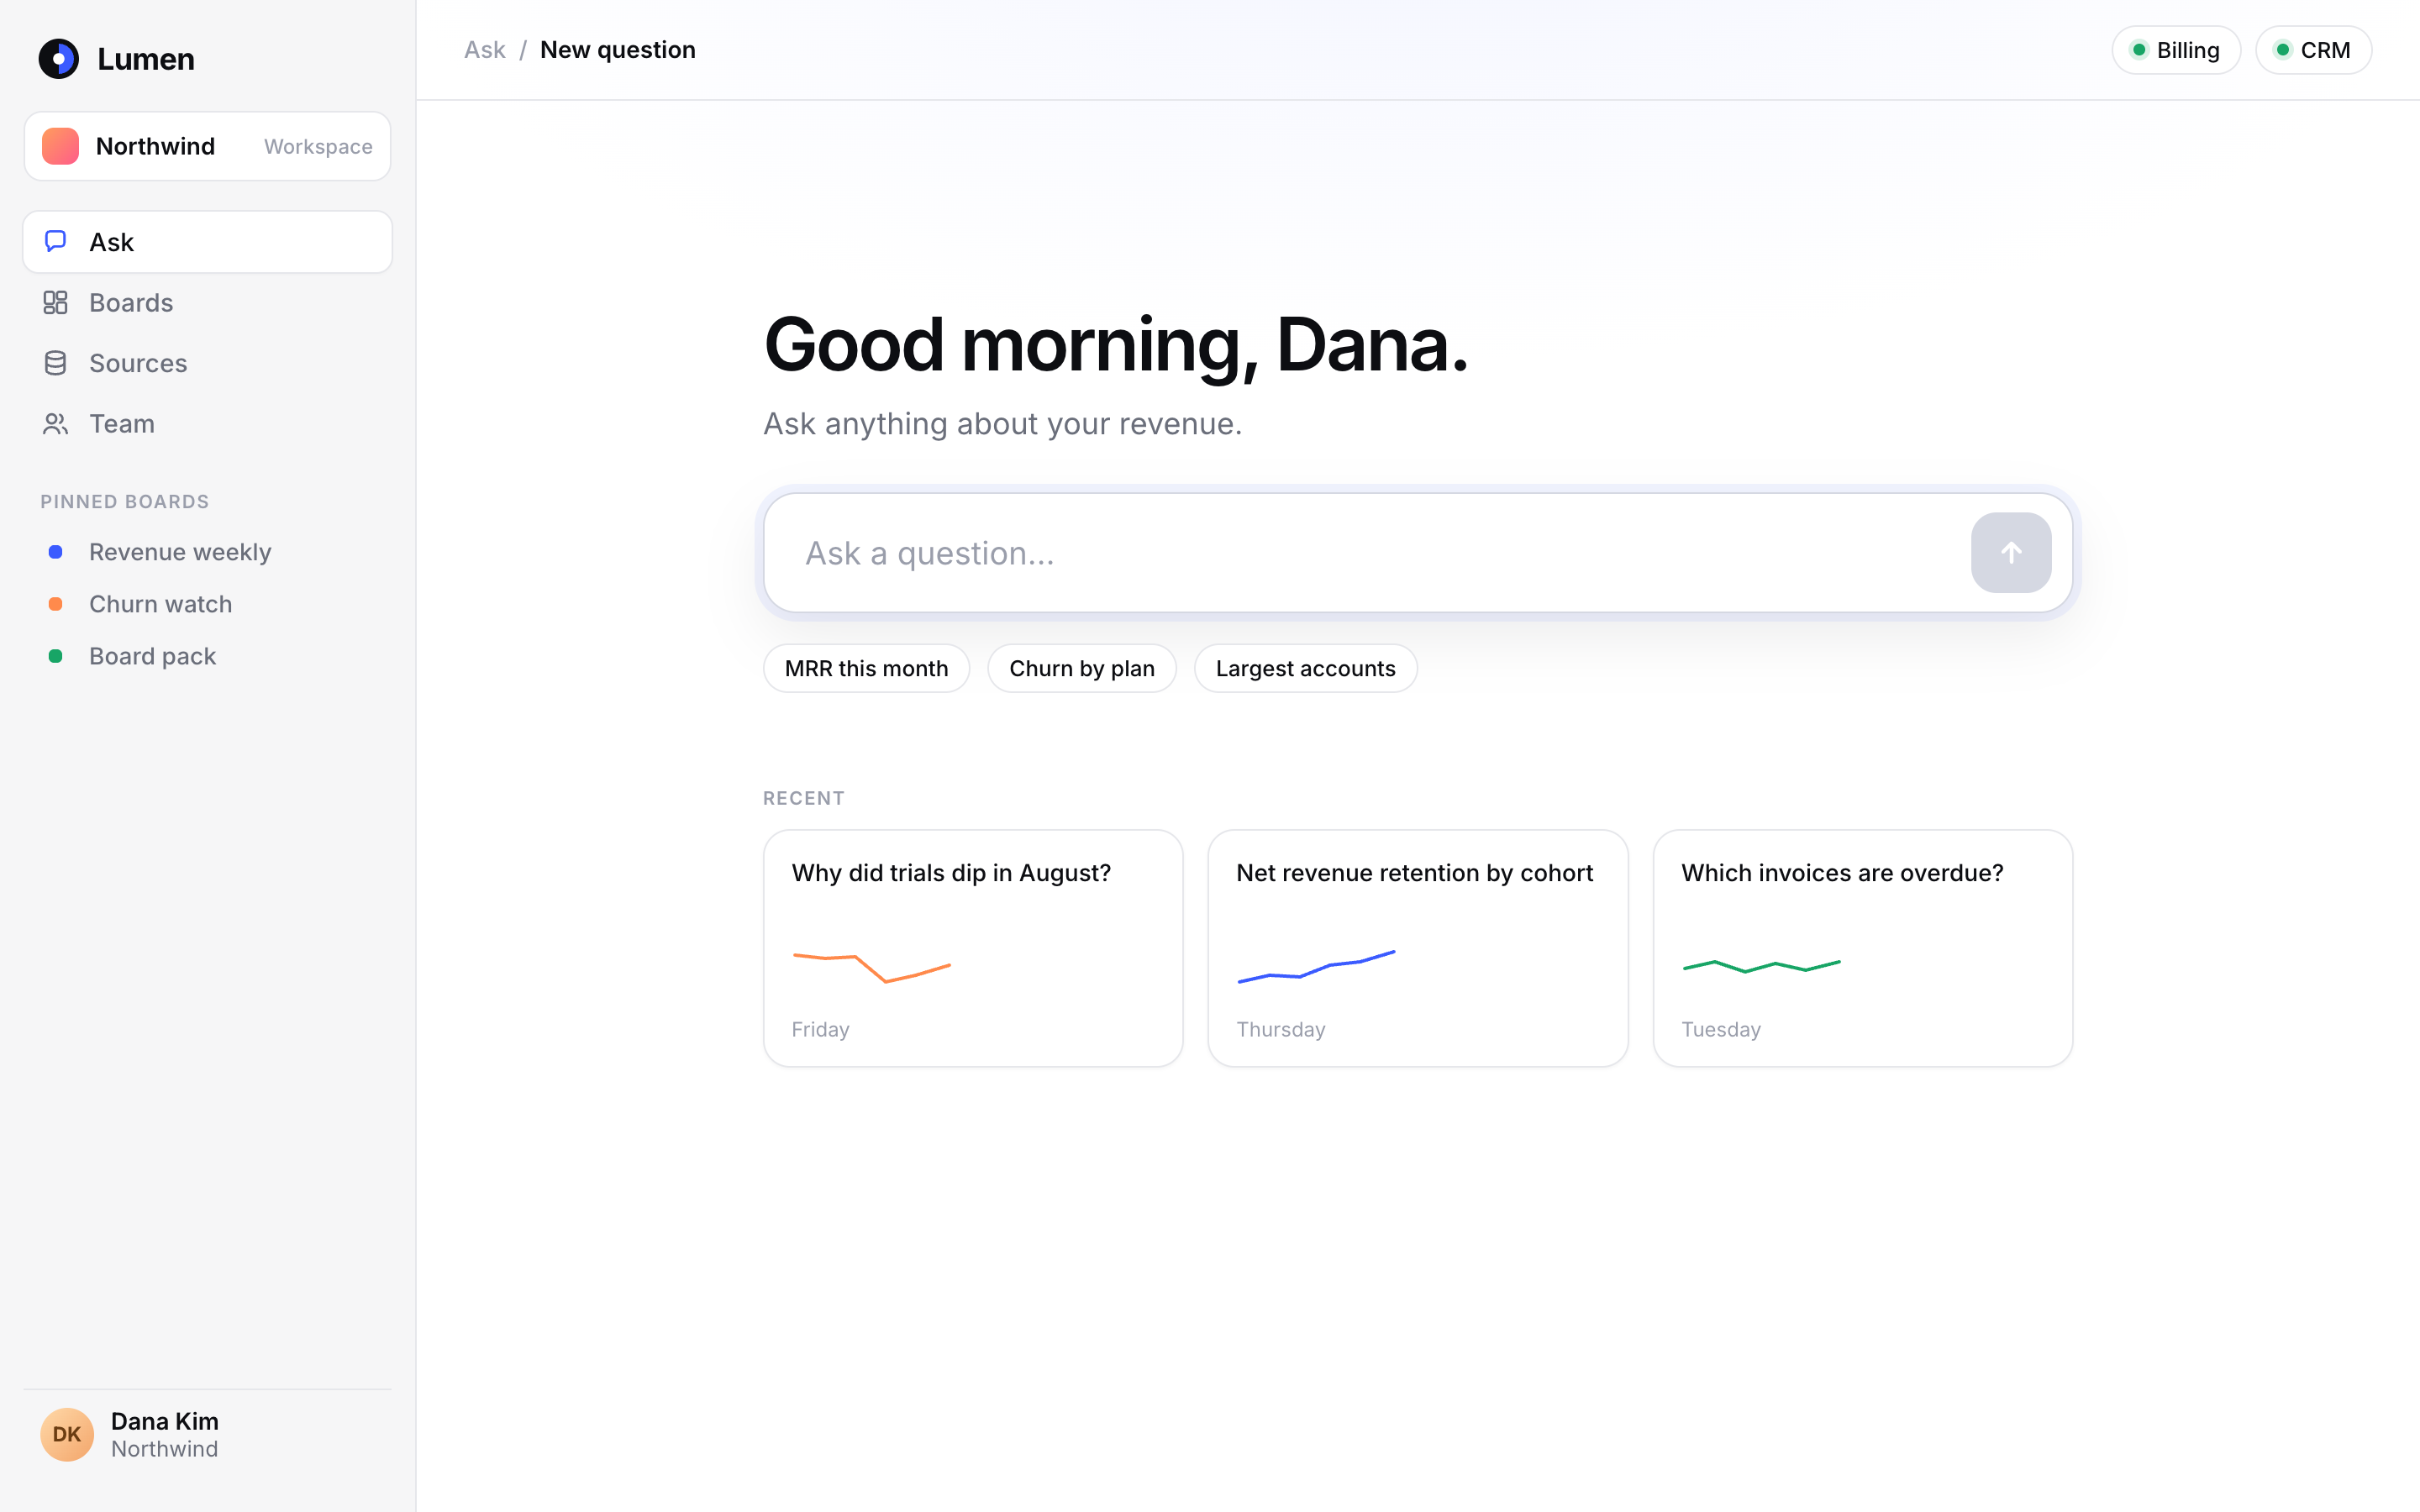 Lumen
Northwind Workspace
Ask
Boards
Sources
Team
PINNED BOARDS
Revenue weekly
Churn watch
Board pack
DK
Dana Kim
Northwind
Ask / New question
Billing
CRM
Good morning, Dana.
Ask anything about your revenue.
Ask a question...
MRR this month
Churn by plan
Largest accounts
RECENT
Why did trials dip in August?
Friday
Net revenue retention by cohort
Thursday
Which invoices are overdue?
Tuesday